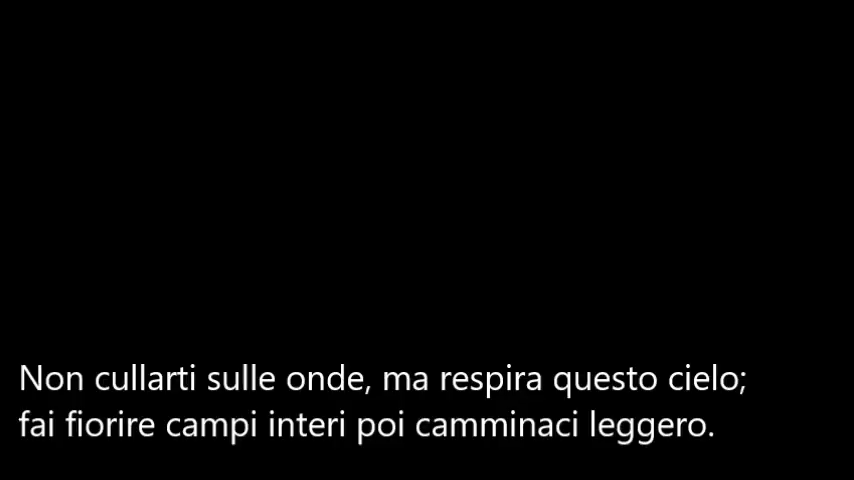 Non cullarti sulle onde, ma respira questo cielo;
fai fiorire campi interi poi camminaci leggero.